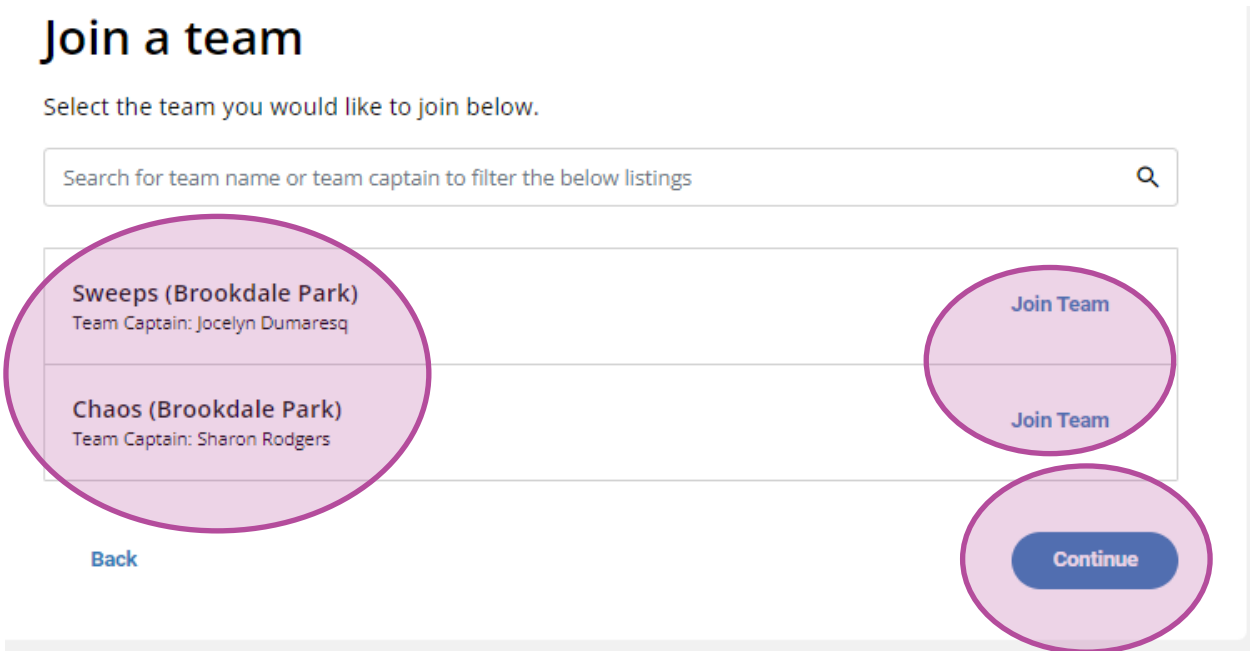 Join a team
Select the team you would like to join below.
Search for team name or team captain to filter the below listings
Sweeps (Brookdale Park)
Team Captain: Jocelyn Dumaresq
Join Team
Chaos (Brookdale Park)
Team Captain: Sharon Rodgers
Join Team
Back
Continue